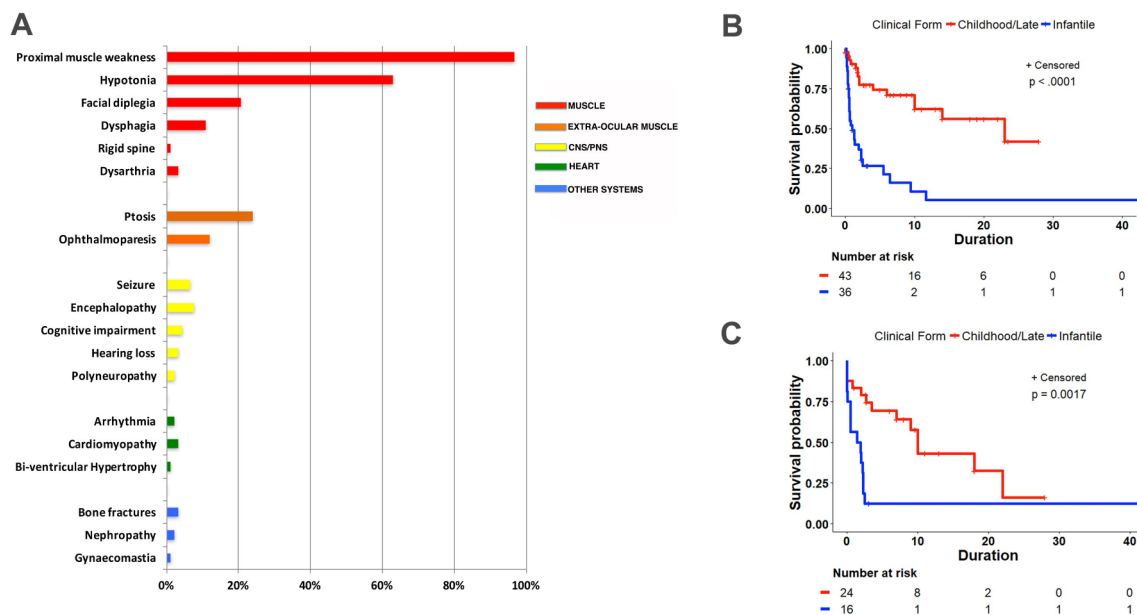 A
Proximal muscle weakness
Hypotonia
Facial diplegia
Dysphagia
Rigid spine
Dysarthria
Ptosis
Ophthalmoparesis
Seizure
Encephalopathy
Cognitive impairment
Hearing loss
Polyneuropathy
Arrhythmia
Cardiomyopathy
Bi-ventricular Hypertrophy
Bone fractures
Nephropathy
Gynaecomastia
0% 20% 40% 60% 80% 100%
MUSCLE
EXTRA-OCULAR MUSCLE
CNS/PNS
HEART
OTHER SYSTEMS
B
Clinical Form Childhood/Late Infantile
+ Censored
p < .0001
Survival probability
1.00
0.75
0.50
0.25
0.00
0 10 20 30 40
Duration
Number at risk
43 16 6 0 0
36 2 1 1 1
C
Clinical Form Childhood/Late Infantile
+ Censored
p = 0.0017
Survival probability
1.00
0.75
0.50
0.25
0.00
0 10 20 30 40
Duration
Number at risk
24 8 2 0 0
16 1 1 1 1